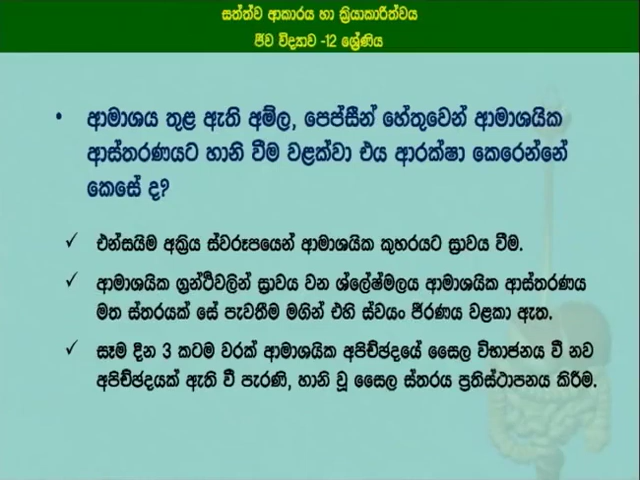 සත්ත්ව ආකාරය හා ක්‍රියාකාරීත්වය
ජීව විද්‍යාව -12 ශ්‍රේණිය
• ආමාශය තුළ ඇති අම්ල, පෙප්සීන් හේතුවෙන් ආමාශයික
ආස්තරණයට හානි වීම වළක්වා එය ආරක්ෂා කෙරෙන්නේ
කෙසේ ද?
✓ එන්සයිම අක්‍රිය ස්වරූපයෙන් ආමාශයික කුහරයට ස්‍රාවය වීම.
✓ ආමාශයික ග්‍රන්ථිවලින් ස්‍රාවය වන ශ්ලේෂ්මලය ආමාශයික ආස්තරණය
මත ස්තරයක් සේ පැවතීම මගින් එහි ස්වයං ජීරණය වළකා ඇත.
✓ සෑම දින 3 කටම වරක් ආමාශයික අපිච්ඡදයේ සෛල විභාජනය වී නව
අපිච්ඡදයක් ඇති වී පැරණි, හානි වූ සෛල ස්තරය ප්‍රතිස්ථාපනය කිරීම.